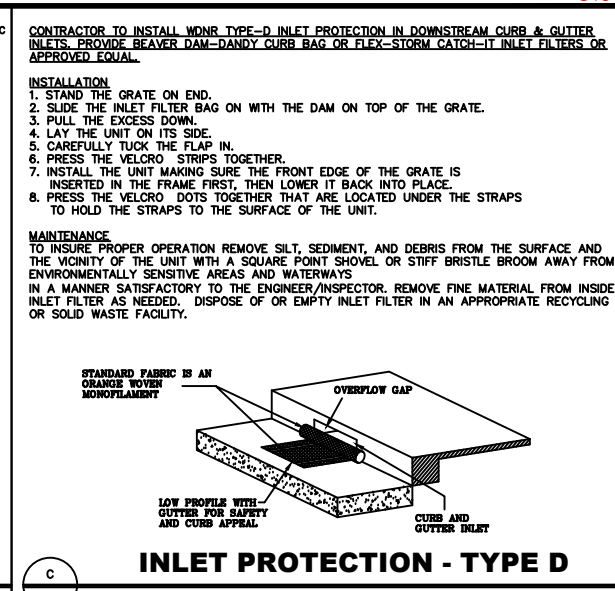 C
CONTRACTOR TO INSTALL WDNR TYPE-D INLET PROTECTION IN DOWNSTREAM CURB & GUTTER
INLETS. PROVIDE BEAVER DAM-DANDY CURB BAG OR FLEX-STORM CATCH-IT INLET FILTERS OR
APPROVED EQUAL.
INSTALLATION
1. STAND THE GRATE ON END.
2. SLIDE THE INLET FILTER BAG ON WITH THE DAM ON TOP OF THE GRATE.
3. PULL THE EXCESS DOWN.
4. LAY THE UNIT ON ITS SIDE.
5. CAREFULLY TUCK THE FLAP IN.
6. PRESS THE VELCRO STRIPS TOGETHER.
7. INSTALL THE UNIT MAKING SURE THE FRONT EDGE OF THE GRATE IS
INSERTED IN THE FRAME FIRST, THEN LOWER IT BACK INTO PLACE.
8. PRESS THE VELCRO DOTS TOGETHER THAT ARE LOCATED UNDER THE STRAPS
TO HOLD THE STRAPS TO THE SURFACE OF THE UNIT.
MAINTENANCE
TO INSURE PROPER OPERATION REMOVE SILT, SEDIMENT, AND DEBRIS FROM THE SURFACE AND
THE VICINITY OF THE UNIT WITH A SQUARE POINT SHOVEL OR STIFF BRISTLE BROOM AWAY FROM
ENVIRONMENTALLY SENSITIVE AREAS AND WATERWAYS
IN A MANNER SATISFACTORY TO THE ENGINEER/INSPECTOR. REMOVE FINE MATERIAL FROM INSIDE
INLET FILTER AS NEEDED. DISPOSE OF OR EMPTY INLET FILTER IN AN APPROPRIATE RECYCLING
OR SOLID WASTE FACILITY.
STANDARD FABRIC IS AN
ORANGE WOVEN
MONOFILAMENT
OVERFLOW GAP
LOW PROFILE WITH
GUTTER FOR SAFETY
AND CURB APPEAL
CURB AND
GUTTER INLET
C
INLET PROTECTION - TYPE D